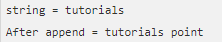 string = tutorials
After append = tutorials point